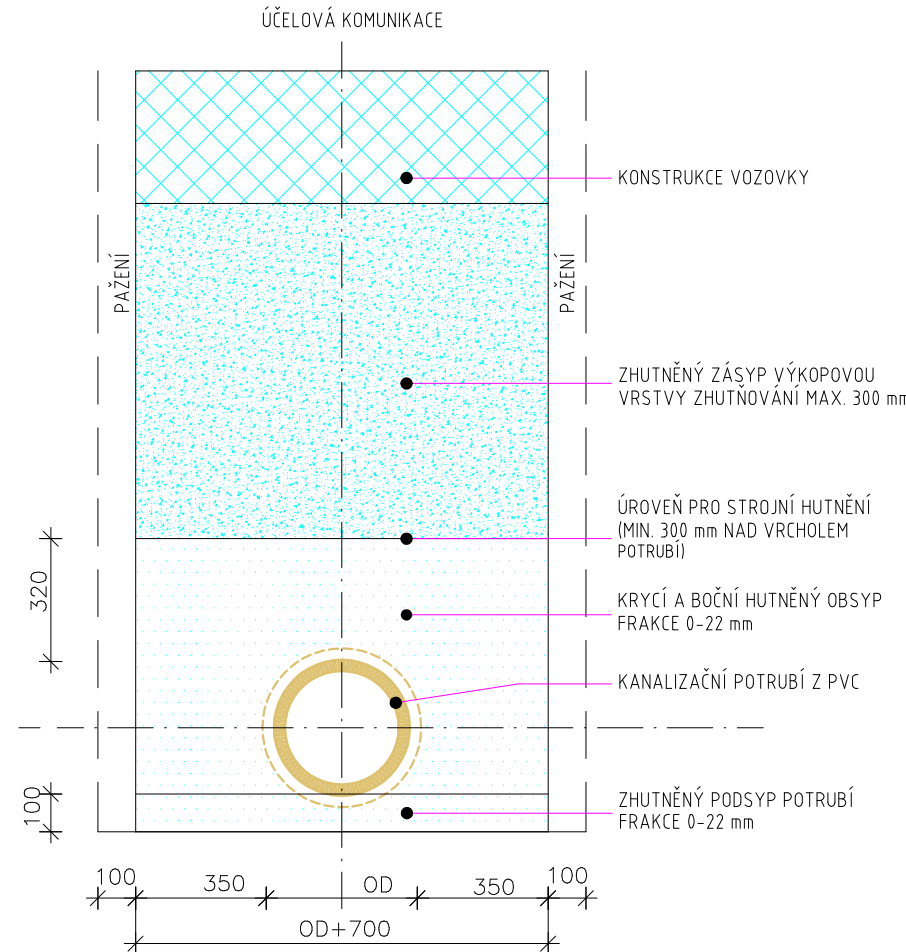 ÚČELOVÁ KOMUNIKACE
KONSTRUKCE VOZOVKY
PAŽENÍ
PAŽENÍ
ZHUTNĚNÝ ZÁSYP VÝKOPOVOU
VRSTVY ZHUTŇOVÁNÍ MAX. 300 mm
ÚROVEŇ PRO STROJNÍ HUTNĚNÍ
(MIN. 300 mm NAD VRCHOLEM
POTRUBÍ)
320
KRYCÍ A BOČNÍ HUTNĚNÝ OBSYP
FRAKCE 0-22 mm
KANALIZAČNÍ POTRUBÍ Z PVC
100
ZHUTNĚNÝ PODSYP POTRUBÍ
FRAKCE 0-22 mm
100
350
OD
350
100
OD+700